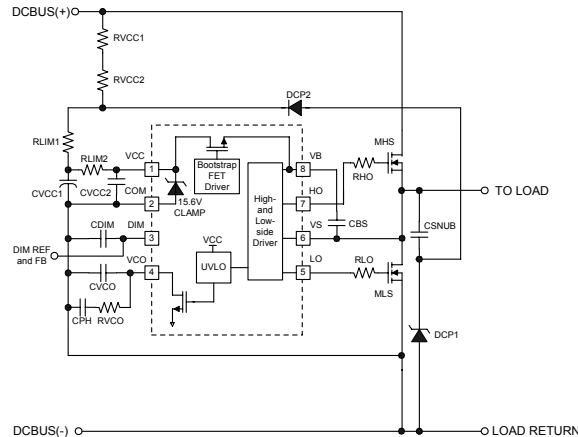 DCBUS(+)
RVCC1
RVCC2
DCP2
MHS
RLIM1
RLIM2
VCC
1
Bootstrap
FET
Driver
VB
8
RHO
CVCC1
CVCC2
COM
2
15.6V
CLAMP
High-
and
Low-
side
Driver
HO
7
TO LOAD
CDIM
DIM
3
CBS
CSNUB
DIM REF
and FB
VCC
VS
6
VCO
4
UVLO
LO
5
RLO
CVCO
MLS
CPH
RVCO
DCP1
DCBUS(-)
LOAD RETURN